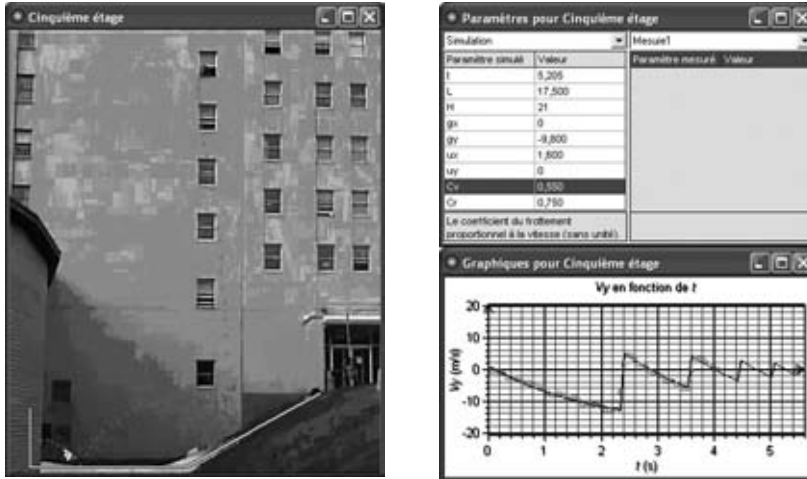 Cinquième étage
Paramètres pour Cinquième étage
Simulation Mesure1
Paramètre simulé Valeur Paramètre mesuré Valeur
t 5,205
L 17,500
H 21
gx 0
gy -9,800
ux 1,600
uy 0
Cv 0,550
Cr 0,750
Le coefficient du frottement
proportionnel à la vitesse (sans unité).
Graphiques pour Cinquième étage
Vy en fonction de t
Vy (m/s)
20
10
0
-10
-20
0 1 2 3 4 5
t (s)